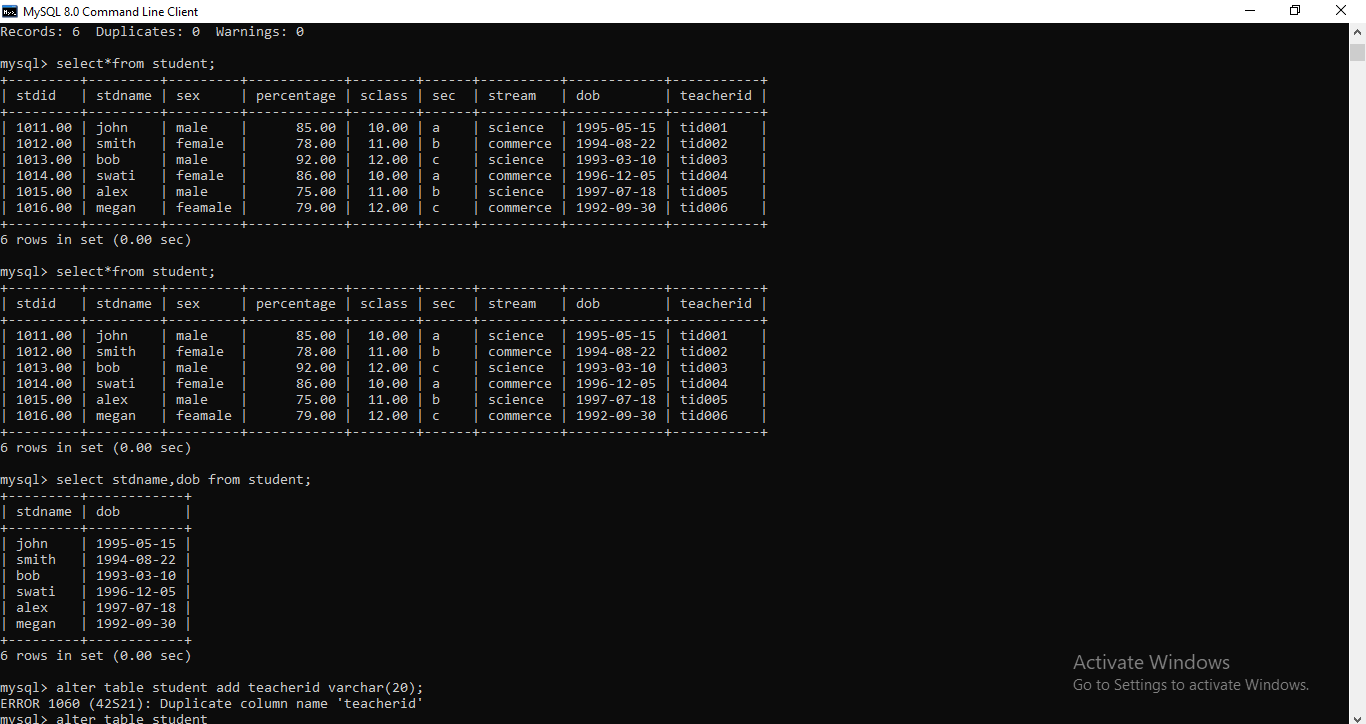 MySQL 8.0 Command Line Client
Records: 6  Duplicates: 0  Warnings: 0
mysql> select*from student;
+---------+---------+---------+------------+---------+------+----------+------------+-----------+
| stdid   | stdname | sex     | percentage | sclass | sec  | stream   | dob        | teacherid |
+---------+---------+---------+------------+---------+------+----------+------------+-----------+
| 1011.00 | john    | male    |      85.00 |  10.00 | a    | science  | 1995-05-15 | tid001    |
| 1012.00 | smith   | female  |      78.00 |  11.00 | b    | commerce | 1994-08-22 | tid002    |
| 1013.00 | bob     | male    |      92.00 |  12.00 | c    | science  | 1993-03-10 | tid003    |
| 1014.00 | swati   | female  |      86.00 |  10.00 | a    | commerce | 1996-12-05 | tid004    |
| 1015.00 | alex    | male    |      75.00 |  11.00 | b    | science  | 1997-07-18 | tid005    |
| 1016.00 | megan   | feamale |      79.00 |  12.00 | c    | commerce | 1992-09-30 | tid006    |
+---------+---------+---------+------------+---------+------+----------+------------+-----------+
6 rows in set (0.00 sec)
mysql> select*from student;
+---------+---------+---------+------------+---------+------+----------+------------+-----------+
| stdid   | stdname | sex     | percentage | sclass | sec  | stream   | dob        | teacherid |
+---------+---------+---------+------------+---------+------+----------+------------+-----------+
| 1011.00 | john    | male    |      85.00 |  10.00 | a    | science  | 1995-05-15 | tid001    |
| 1012.00 | smith   | female  |      78.00 |  11.00 | b    | commerce | 1994-08-22 | tid002    |
| 1013.00 | bob     | male    |      92.00 |  12.00 | c    | science  | 1993-03-10 | tid003    |
| 1014.00 | swati   | female  |      86.00 |  10.00 | a    | commerce | 1996-12-05 | tid004    |
| 1015.00 | alex    | male    |      75.00 |  11.00 | b    | science  | 1997-07-18 | tid005    |
| 1016.00 | megan   | feamale |      79.00 |  12.00 | c    | commerce | 1992-09-30 | tid006    |
+---------+---------+---------+------------+---------+------+----------+------------+-----------+
6 rows in set (0.00 sec)
mysql> select stdname,dob from student;
+---------+------------+
| stdname | dob        |
+---------+------------+
| john    | 1995-05-15 |
| smith   | 1994-08-22 |
| bob     | 1993-03-10 |
| swati   | 1996-12-05 |
| alex    | 1997-07-18 |
| megan   | 1992-09-30 |
+---------+------------+
6 rows in set (0.00 sec)
mysql> alter table student add teacherid varchar(20);
ERROR 1060 (42S21): Duplicate column name 'teacherid'
mysql> alter table student
Activate Windows
Go to Settings to activate Windows.